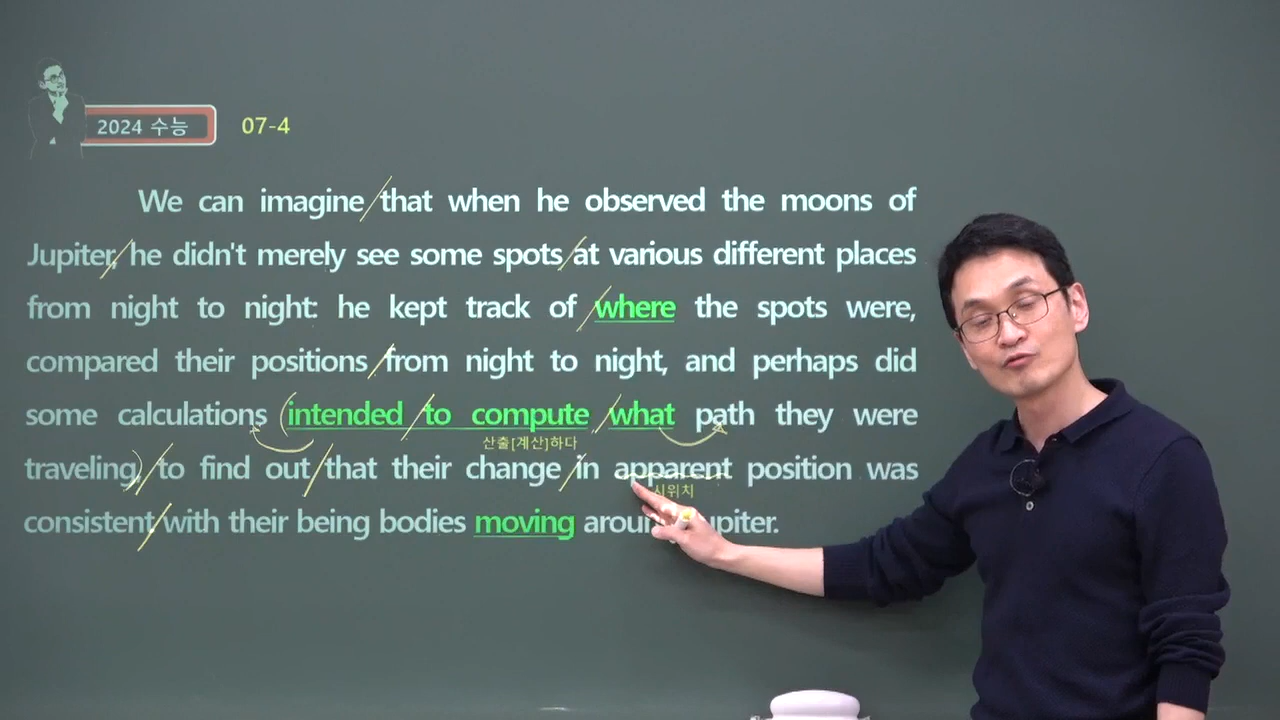 2024 수능 07-4
We can imagine that when he observed the moons of
Jupiter, he didn't merely see some spots at various different places
from night to night: he kept track of where the spots were,
compared their positions from night to night, and perhaps did
some calculations (intended to compute what path they were
산출[계산]하다
traveling,) to find out that their change in apparent position was
시위치
consistent with their being bodies moving around Jupiter.